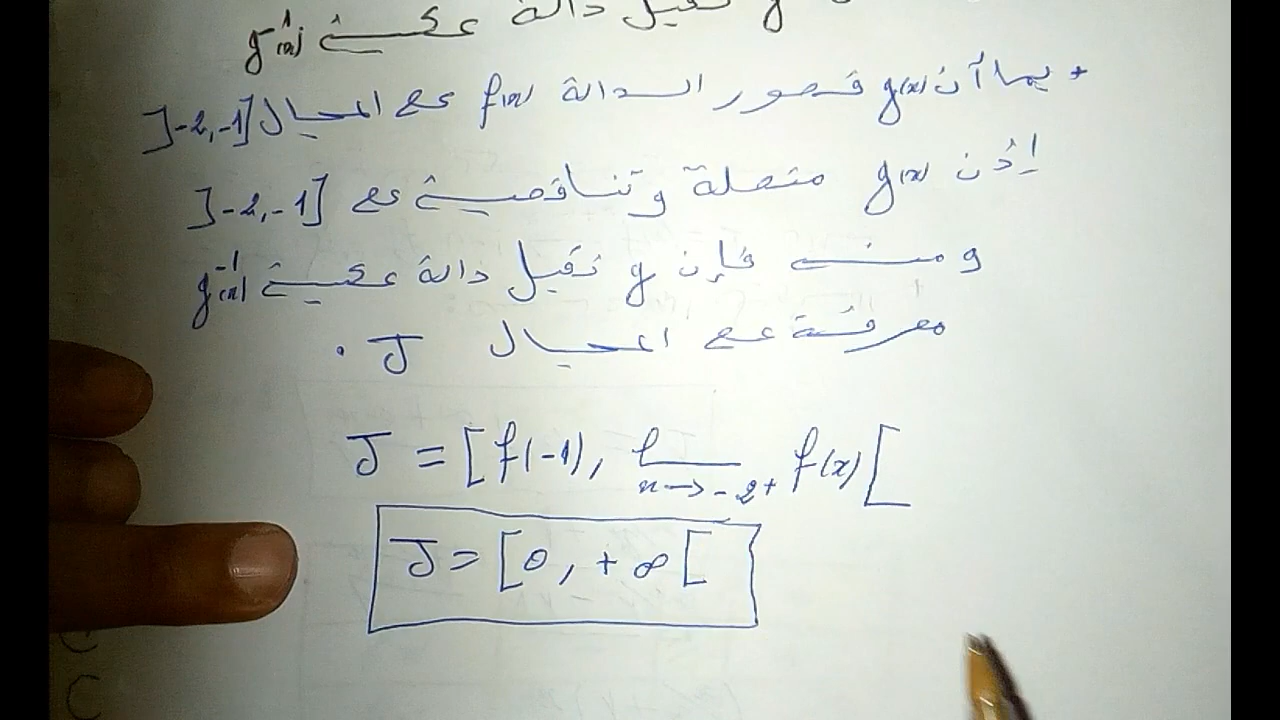 g تقبل دالة عكسية g⁻¹(x)
+ بما أن g(x) قصور الدالة f(x) على المجال ]-2,-1]
إذن g(x) متصلة وتناقصية على ]-2,-1]
ومنه فإن g تقبل دالة عكسية g⁻¹(x)
معرفة على المجال J .
J = [f(-1), l x→-2⁺ f(x)[
J = [0, +∞[